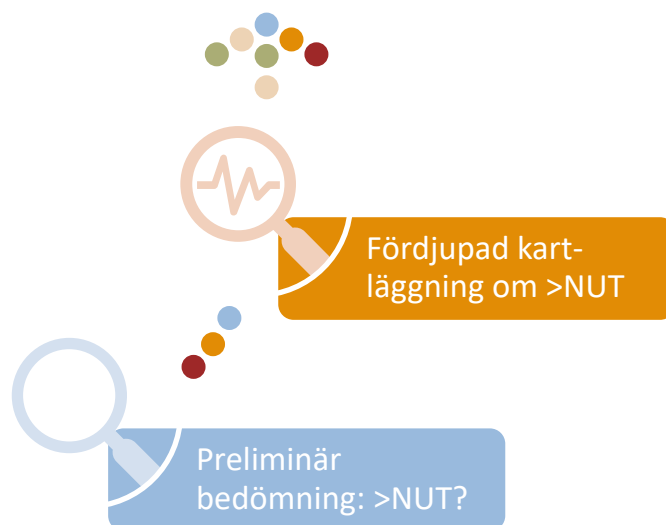 Fördjupad kart-
läggning om >NUT
Preliminär
bedömning: >NUT?